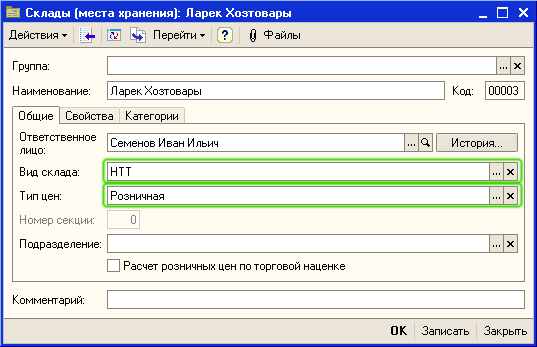 Склады (места хранения): Ларек Хозтовары
Действия Перейти ? Файлы
Группа: ... x
Наименование: Ларек Хозтовары Код: 00003
Общие Свойства Категории
Ответственное лицо: Семенов Иван Ильич ... История...
Вид склада: НТТ ... x
Тип цен: Розничная ... x
Номер секции: 0
Подразделение: ... x
Расчет розничных цен по торговой наценке
Комментарий:
OK Записать Закрыть